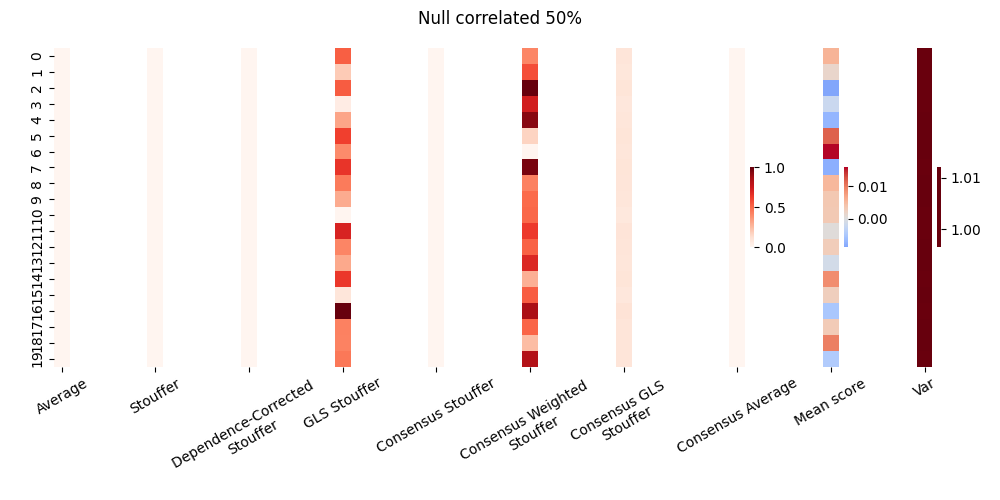 Null correlated 50%
0
1
2
3
4
5
6
7
8
9
10
11
12
13
14
15
16
17
18
19
1.0
0.5
0.0
0.01
0.00
1.01
1.00
Average
Stouffer
Dependence-Corrected
Stouffer
GLS Stouffer
Consensus Stouffer
Consensus Weighted
Stouffer
Consensus GLS
Stouffer
Consensus Average
Mean score
Var